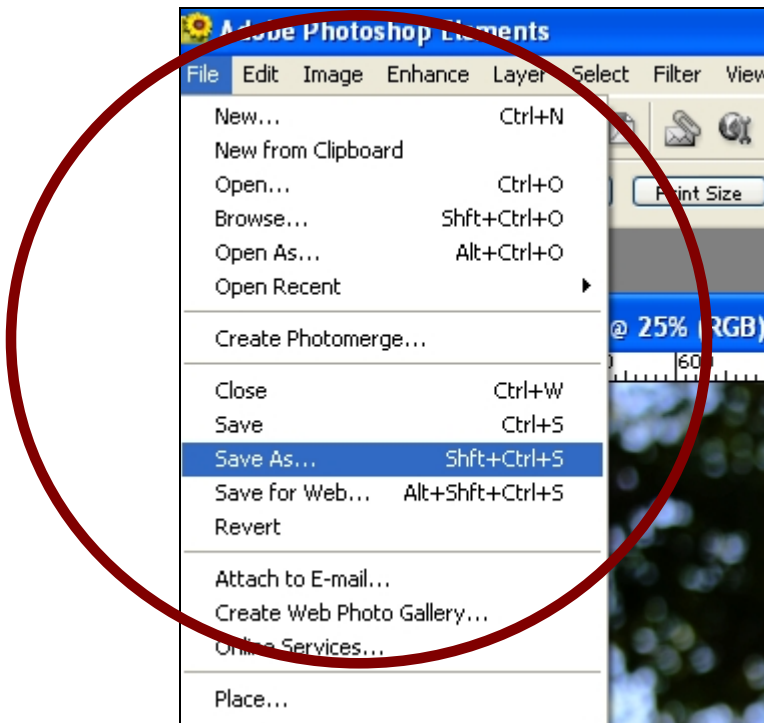 Adobe Photoshop Elements
File Edit Image Enhance Layer Select Filter View
Print Size
New... Ctrl+N
New from Clipboard
Open... Ctrl+O
Browse... Shft+Ctrl+O
Open As... Alt+Ctrl+O
Open Recent
@ 25% (RGB)
Create Photomerge...
600
Close Ctrl+W
Save Ctrl+S
Save As... Shft+Ctrl+S
Save for Web... Alt+Shft+Ctrl+S
Revert
Attach to E-mail...
Create Web Photo Gallery...
Online Services...
Place...